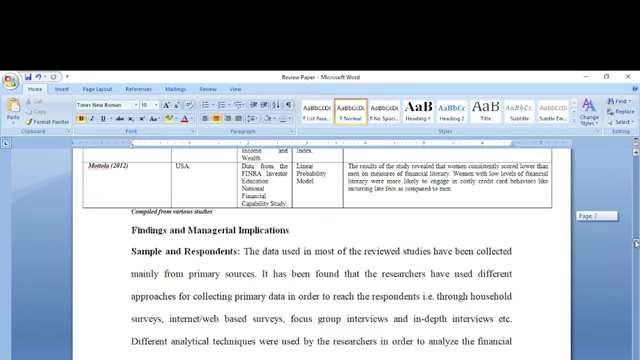 Review Paper - Microsoft Word
Home Insert Page Layout References Mailings Review View
Cut
Copy
Format Painter
Paste
Clipboard
Times New Roman 10
Font
Paragraph
AaBbCcDc AaBbCcDc AaBbCcDc AaBbC AaBbCc AaB AaBbCcDc AaBbCcDc
¶ List Para... ¶ Normal ¶ No Spaci... Heading 1 Heading 2 Title Subtitle Subtle Em...
Change Styles
Styles
Find
Replace
Select
Editing
Income and Wealth.
Index.
Mottola (2012)
USA.
Data from the
FINRA Investor
Education
National
Financial
Capability Study.
Linear
Probability
Model.
The results of the study revealed that women consistently scored lower than
men on measures of financial literacy. Women with low levels of financial
literacy were more likely to engage in costly credit card behaviors like
incurring late fees as compared to men.
Compiled from various studies
Page: 7
Findings and Managerial Implications
Sample and Respondents: The data used in most of the reviewed studies have been collected
mainly from primary sources. It has been found that the researchers have used different
approaches for collecting primary data in order to reach the respondents i.e. through household
surveys, internet/web based surveys, focus group interviews and in-depth interviews etc.
Different analytical techniques were used by the researchers in order to analyze the financial